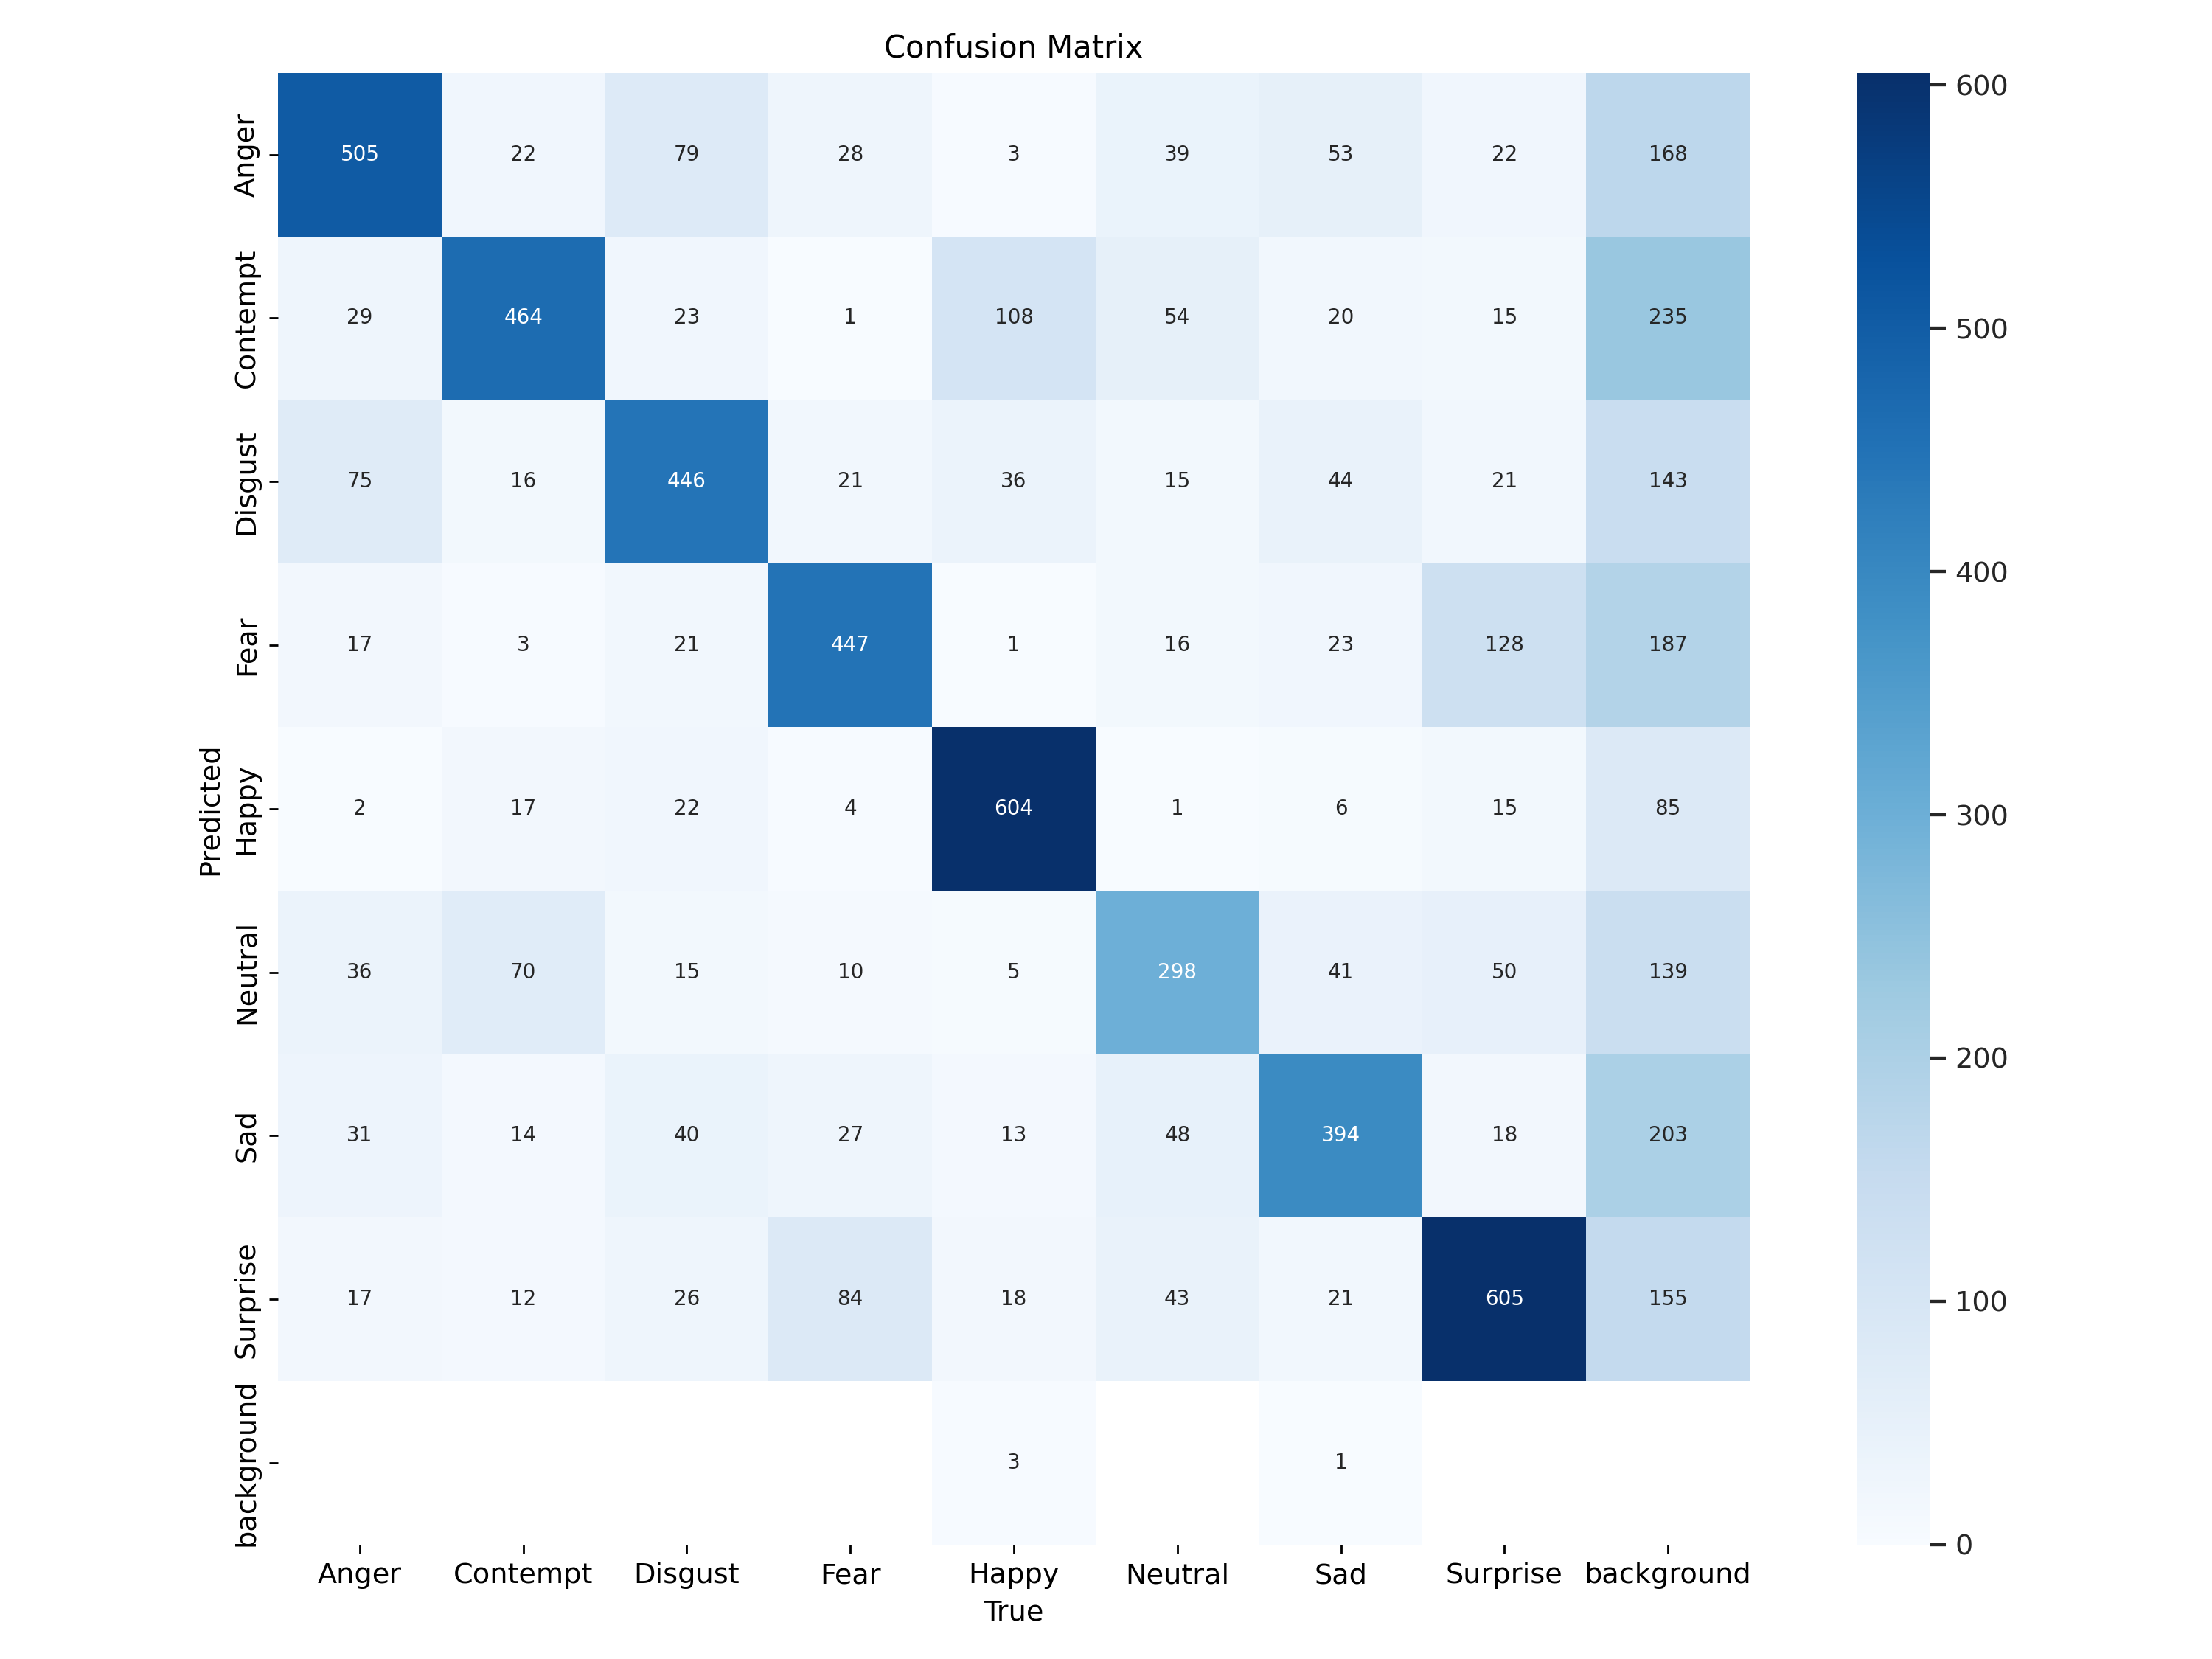 Confusion Matrix
Predicted
Anger 505 22 79 28 3 39 53 22 168
Contempt 29 464 23 1 108 54 20 15 235
Disgust 75 16 446 21 36 15 44 21 143
Fear 17 3 21 447 1 16 23 128 187
Happy 2 17 22 4 604 1 6 15 85
Neutral 36 70 15 10 5 298 41 50 139
Sad 31 14 40 27 13 48 394 18 203
Surprise 17 12 26 84 18 43 21 605 155
background 3 1
Anger Contempt Disgust Fear Happy Neutral Sad Surprise background
True
600
500
400
300
200
100
0